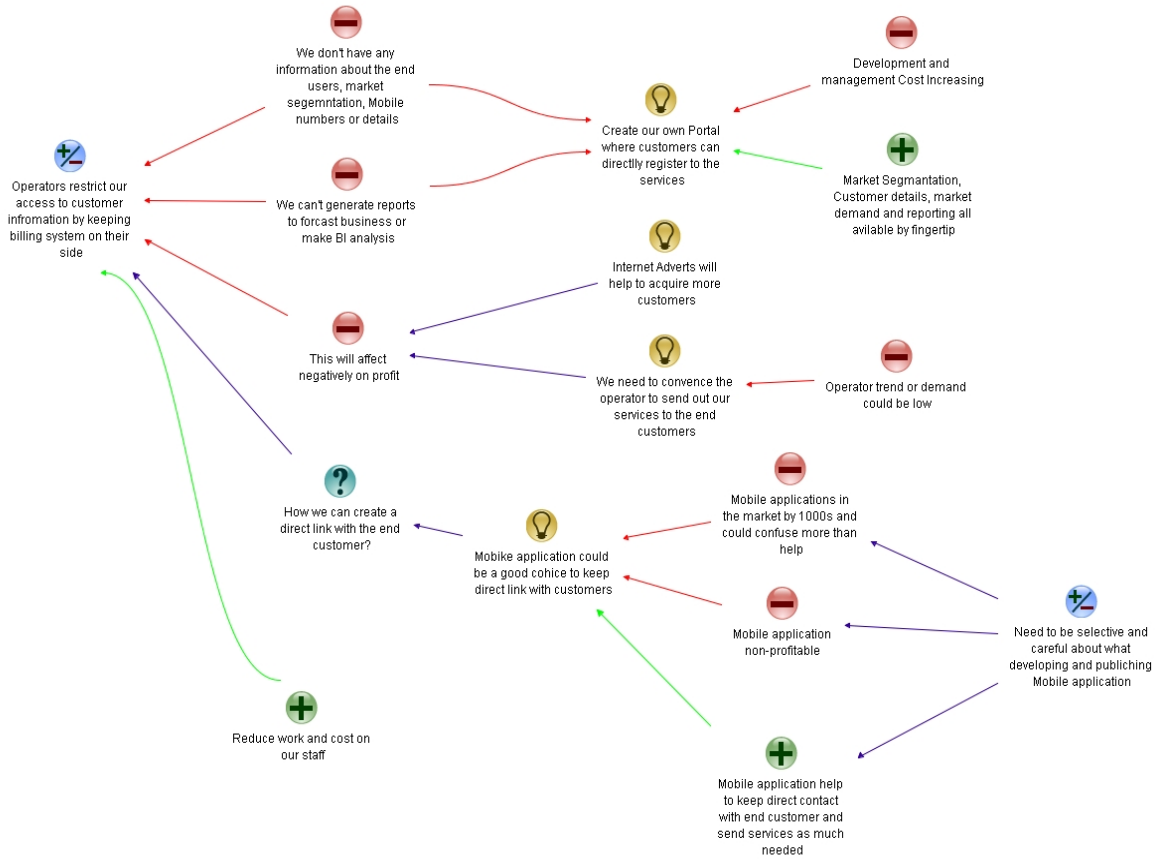 We don't have any
information about the end
users, market
segemntation, Mobile
numbers or details
Development and
management Cost Increasing
Create our own Portal
where customers can
directlly register to the
services
Operators restrict our
access to customer
infromation by keeping
billing system on their
side
We can't generate reports
to forcast business or
make BI analysis
Market Segmantation,
Customer details, market
demand and reporting all
avilable by fingertip
Internet Adverts will
help to acquire more
customers
This will affect
negatively on profit
We need to convence the
operator to send out our
services to the end
customers
Operator trend or demand
could be low
How we can create a
direct link with the end
customer?
Mobike application could
be a good cohice to keep
direct link with customers
Mobile applications in
the market by 1000s and
could confuse more than
help
Mobile application
non-profitable
Need to be selective and
careful about what
developing and publiching
Mobile application
Reduce work and cost on
our staff
Mobile application help
to keep direct contact
with end customer and
send services as much
needed